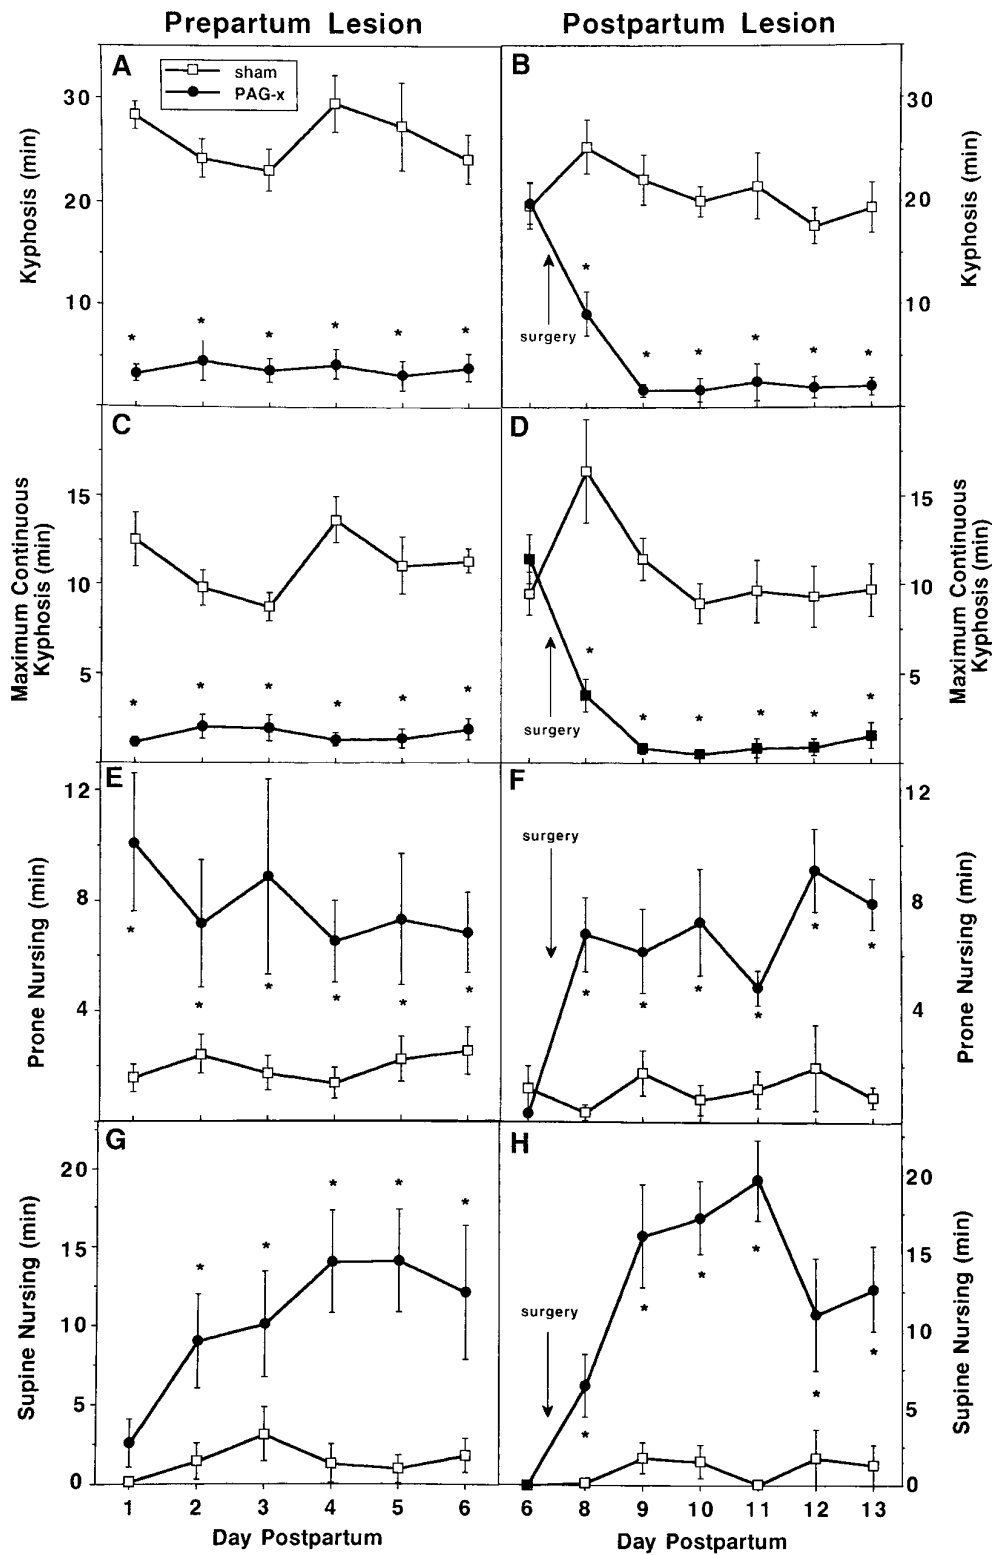 Prepartum Lesion
Postpartum Lesion
A
sham
PAG-x
Kyphosis (min)
30
20
10
*
*
*
*
*
*
B
Kyphosis (min)
30
20
10
surgery
*
*
*
*
*
*
C
Maximum Continuous
Kyphosis (min)
15
10
5
*
*
*
*
*
*
D
Maximum Continuous
Kyphosis (min)
15
10
5
surgery
*
*
*
*
*
*
E
Prone Nursing (min)
12
8
4
*
*
*
*
*
*
F
Prone Nursing (min)
12
8
4
surgery
*
*
*
*
*
*
G
Supine Nursing (min)
20
15
10
5
0
*
*
*
*
*
1 2 3 4 5 6
Day Postpartum
H
Supine Nursing (min)
20
15
10
5
0
surgery
*
*
*
*
*
*
6 8 9 10 11 12 13
Day Postpartum